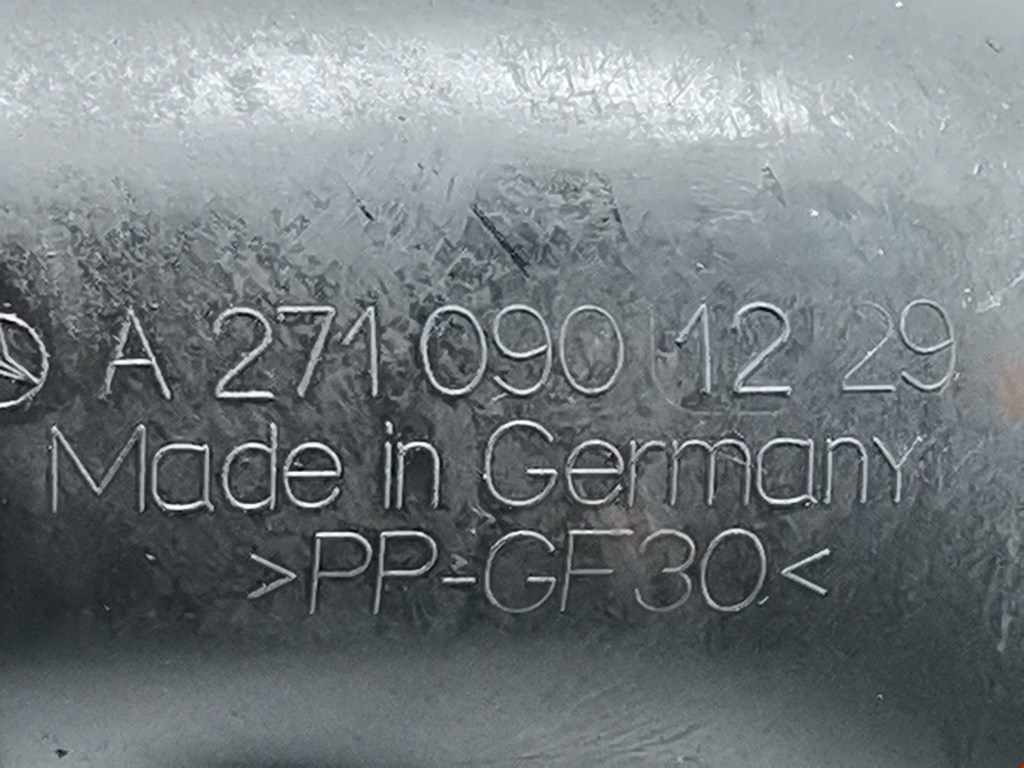 A 271 090 12 29
Made in Germany
>PP-GF30<